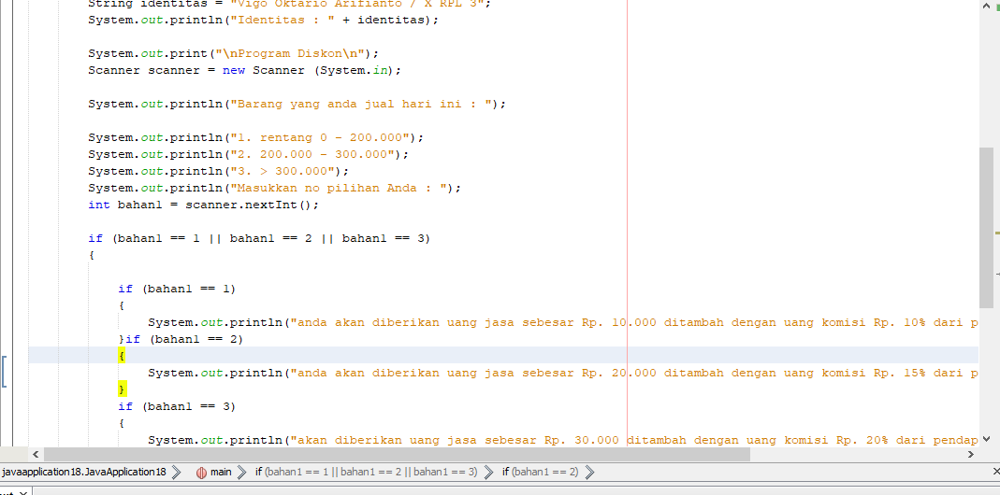 String identitas = "Vigo Oktario Arifianto / X RPL 3";
System.out.println("Identitas : " + identitas);
System.out.print("\nProgram Diskon\n");
Scanner scanner = new Scanner (System.in);
System.out.println("Barang yang anda jual hari ini : ");
System.out.println("1. rentang 0 - 200.000");
System.out.println("2. 200.000 - 300.000");
System.out.println("3. > 300.000");
System.out.println("Masukkan no pilihan Anda : ");
int bahan1 = scanner.nextInt();
if (bahan1 == 1 || bahan1 == 2 || bahan1 == 3)
{
if (bahan1 == 1)
{
System.out.println("anda akan diberikan uang jasa sebesar Rp. 10.000 ditambah dengan uang komisi Rp. 10% dari p
}if (bahan1 == 2)
{
System.out.println("anda akan diberikan uang jasa sebesar Rp. 20.000 ditambah dengan uang komisi Rp. 15% dari p
}
if (bahan1 == 3)
{
System.out.println("akan diberikan uang jasa sebesar Rp. 30.000 ditambah dengan uang komisi Rp. 20% dari pendap
javaapplication18.JavaApplication18 main if (bahan1 == 1 || bahan1 == 2 || bahan1 == 3) if (bahan1 == 2)